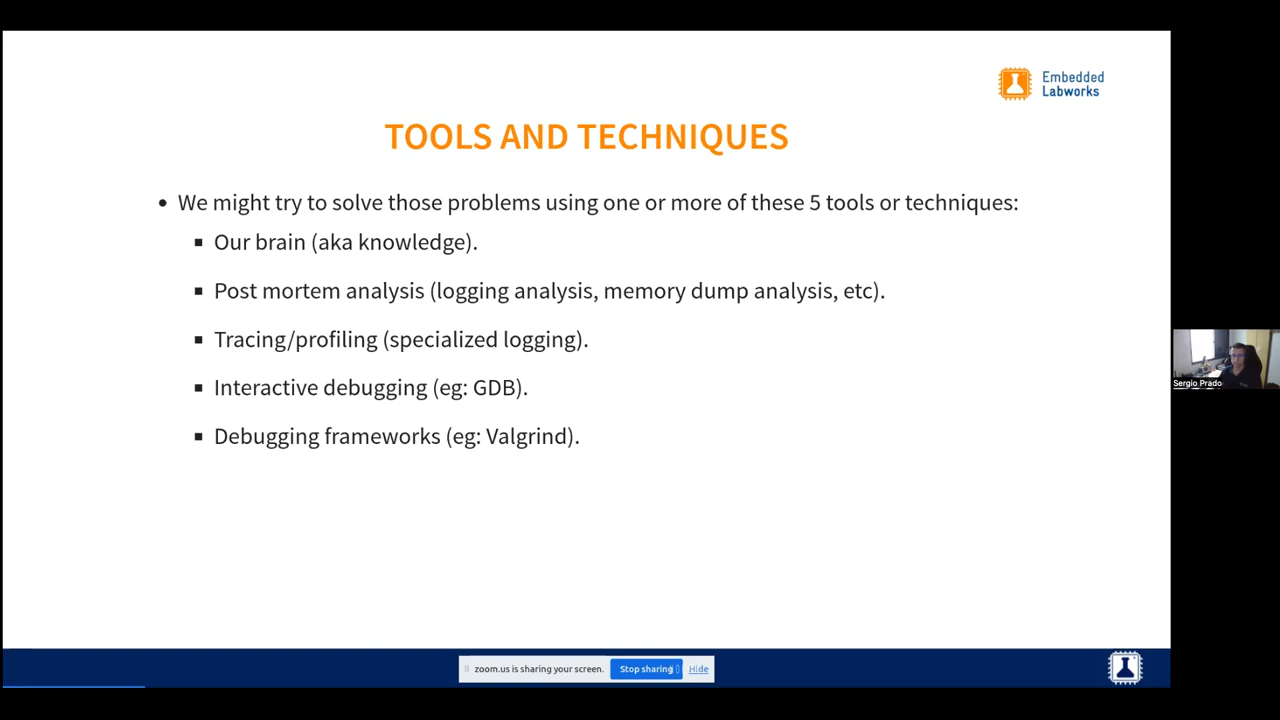 Embedded
Labworks
TOOLS AND TECHNIQUES
• We might try to solve those problems using one or more of these 5 tools or techniques:
▪ Our brain (aka knowledge).
▪ Post mortem analysis (logging analysis, memory dump analysis, etc).
▪ Tracing/profiling (specialized logging).
▪ Interactive debugging (eg: GDB).
▪ Debugging frameworks (eg: Valgrind).
Sergio Prado
zoom.us is sharing your screen. Stop sharing Hide